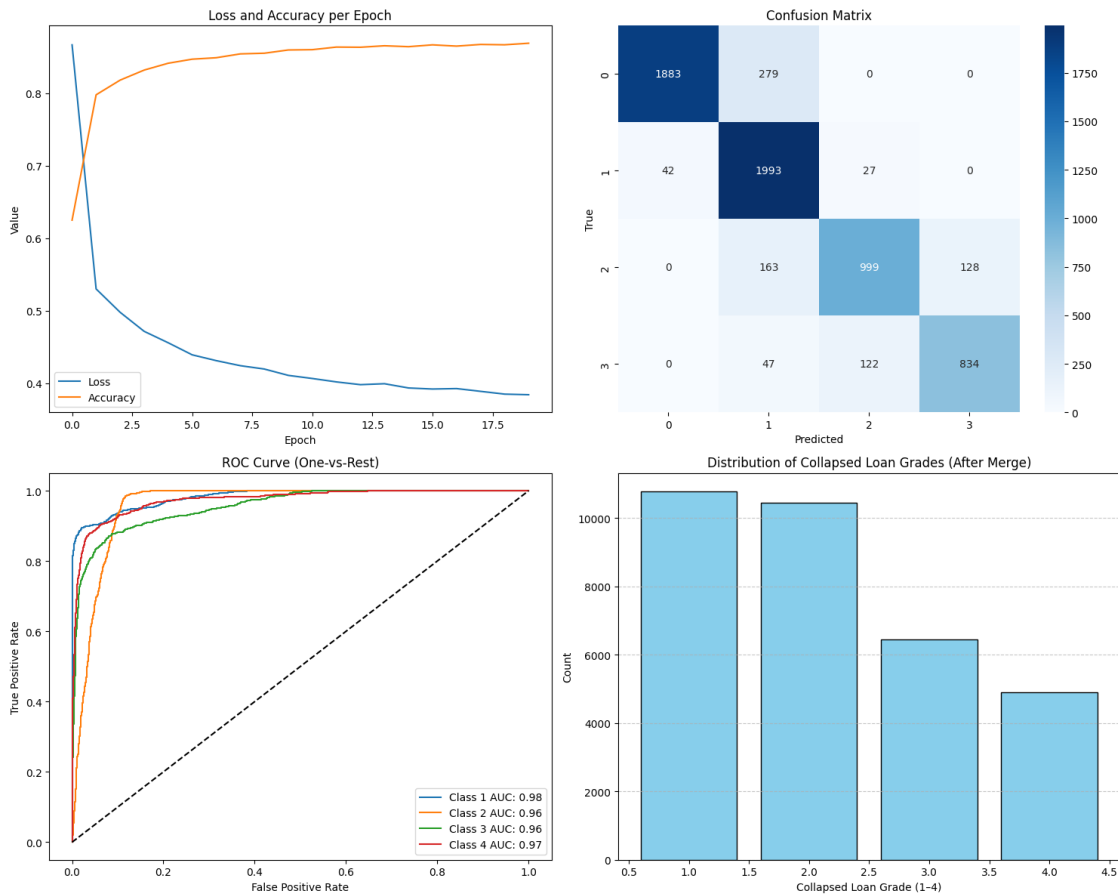 Loss and Accuracy per Epoch
Value
0.8
0.7
0.6
0.5
0.4
Loss
Accuracy
0.0 2.5 5.0 7.5 10.0 12.5 15.0 17.5
Epoch
Confusion Matrix
True
0 1883 279 0 0
1 42 1993 27 0
2 0 163 999 128
3 0 47 122 834
0 1 2 3
Predicted
1750
1500
1250
1000
750
500
250
0
ROC Curve (One-vs-Rest)
True Positive Rate
1.0
0.8
0.6
0.4
0.2
0.0
Class 1 AUC: 0.98
Class 2 AUC: 0.96
Class 3 AUC: 0.96
Class 4 AUC: 0.97
0.0 0.2 0.4 0.6 0.8 1.0
False Positive Rate
Distribution of Collapsed Loan Grades (After Merge)
Count
10000
8000
6000
4000
2000
0
0.5 1.0 1.5 2.0 2.5 3.0 3.5 4.0 4.5
Collapsed Loan Grade (1–4)